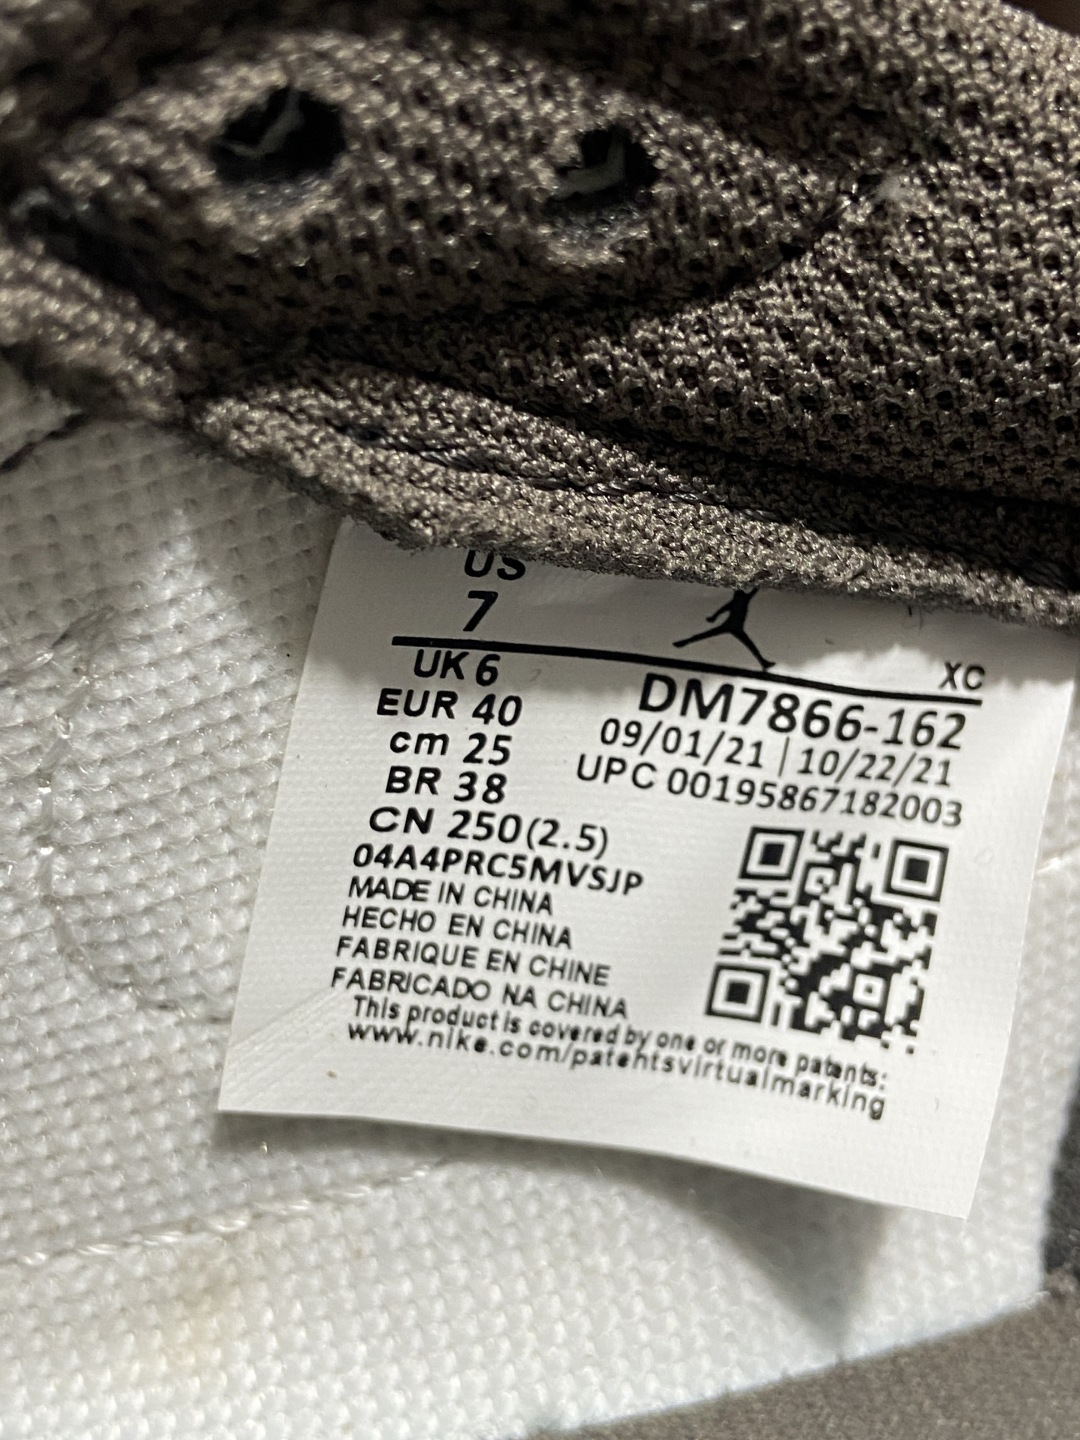 US
7
UK 6
EUR 40
cm 25
BR 38
CN 250(2.5)
04A4PRC5MVSJP
MADE IN CHINA
HECHO EN CHINA
FABRIQUE EN CHINE
FABRICADO NA CHINA
This product is covered by one or more patents:
www.nike.com/patentsvirtualmarking
XC
DM7866-162
09/01/21 | 10/22/21
UPC 00195867182003